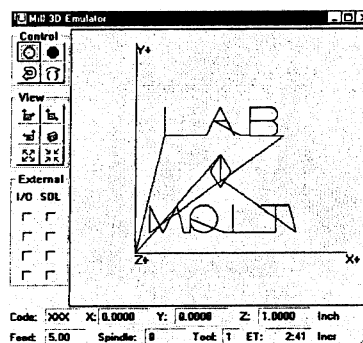 Mill 3D Emulator
Control
Y+
View
External
I/O SOL
LAB
MOLTA
Z+
X+
Code: XXX X: 0.0000 Y: 0.0000 Z: 1.0000 Inch
Feed: 5.00 Spindle: 0 Tool: 1 ET: 2:41 Incr